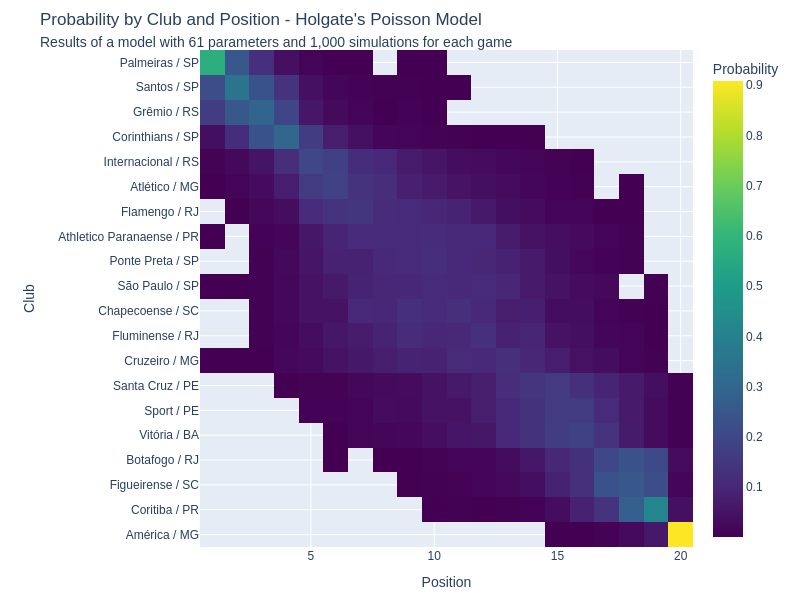 Probability by Club and Position - Holgate's Poisson Model
Results of a model with 61 parameters and 1,000 simulations for each game
Probability
Club
Palmeiras / SP
Santos / SP
Grêmio / RS
Corinthians / SP
Internacional / RS
Atlético / MG
Flamengo / RJ
Athletico Paranaense / PR
Ponte Preta / SP
São Paulo / SP
Chapecoense / SC
Fluminense / RJ
Cruzeiro / MG
Santa Cruz / PE
Sport / PE
Vitória / BA
Botafogo / RJ
Figueirense / SC
Coritiba / PR
América / MG
0.9
0.8
0.7
0.6
0.5
0.4
0.3
0.2
0.1
5 10 15 20
Position